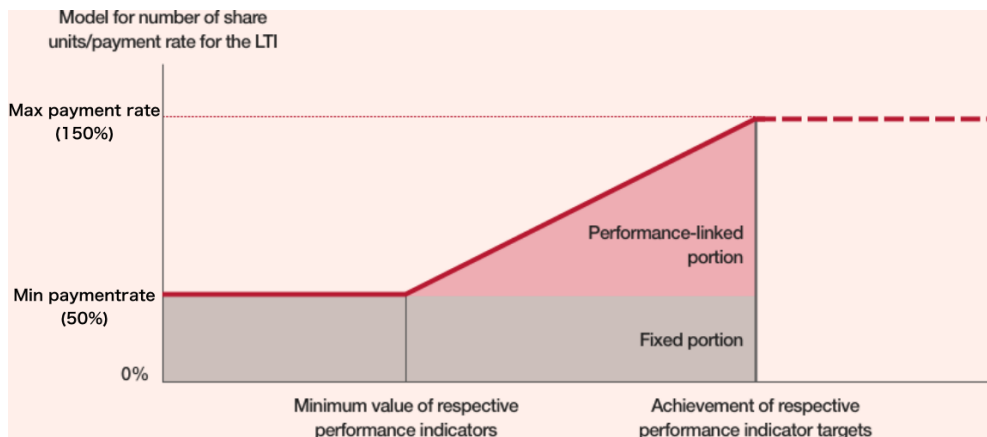 Model for number of share
units/payment rate for the LTI
Max payment rate
(150%)
Performance-linked
portion
Min paymentrate
(50%)
Fixed portion
0%
Minimum value of respective
performance indicators
Achievement of respective
performance indicator targets